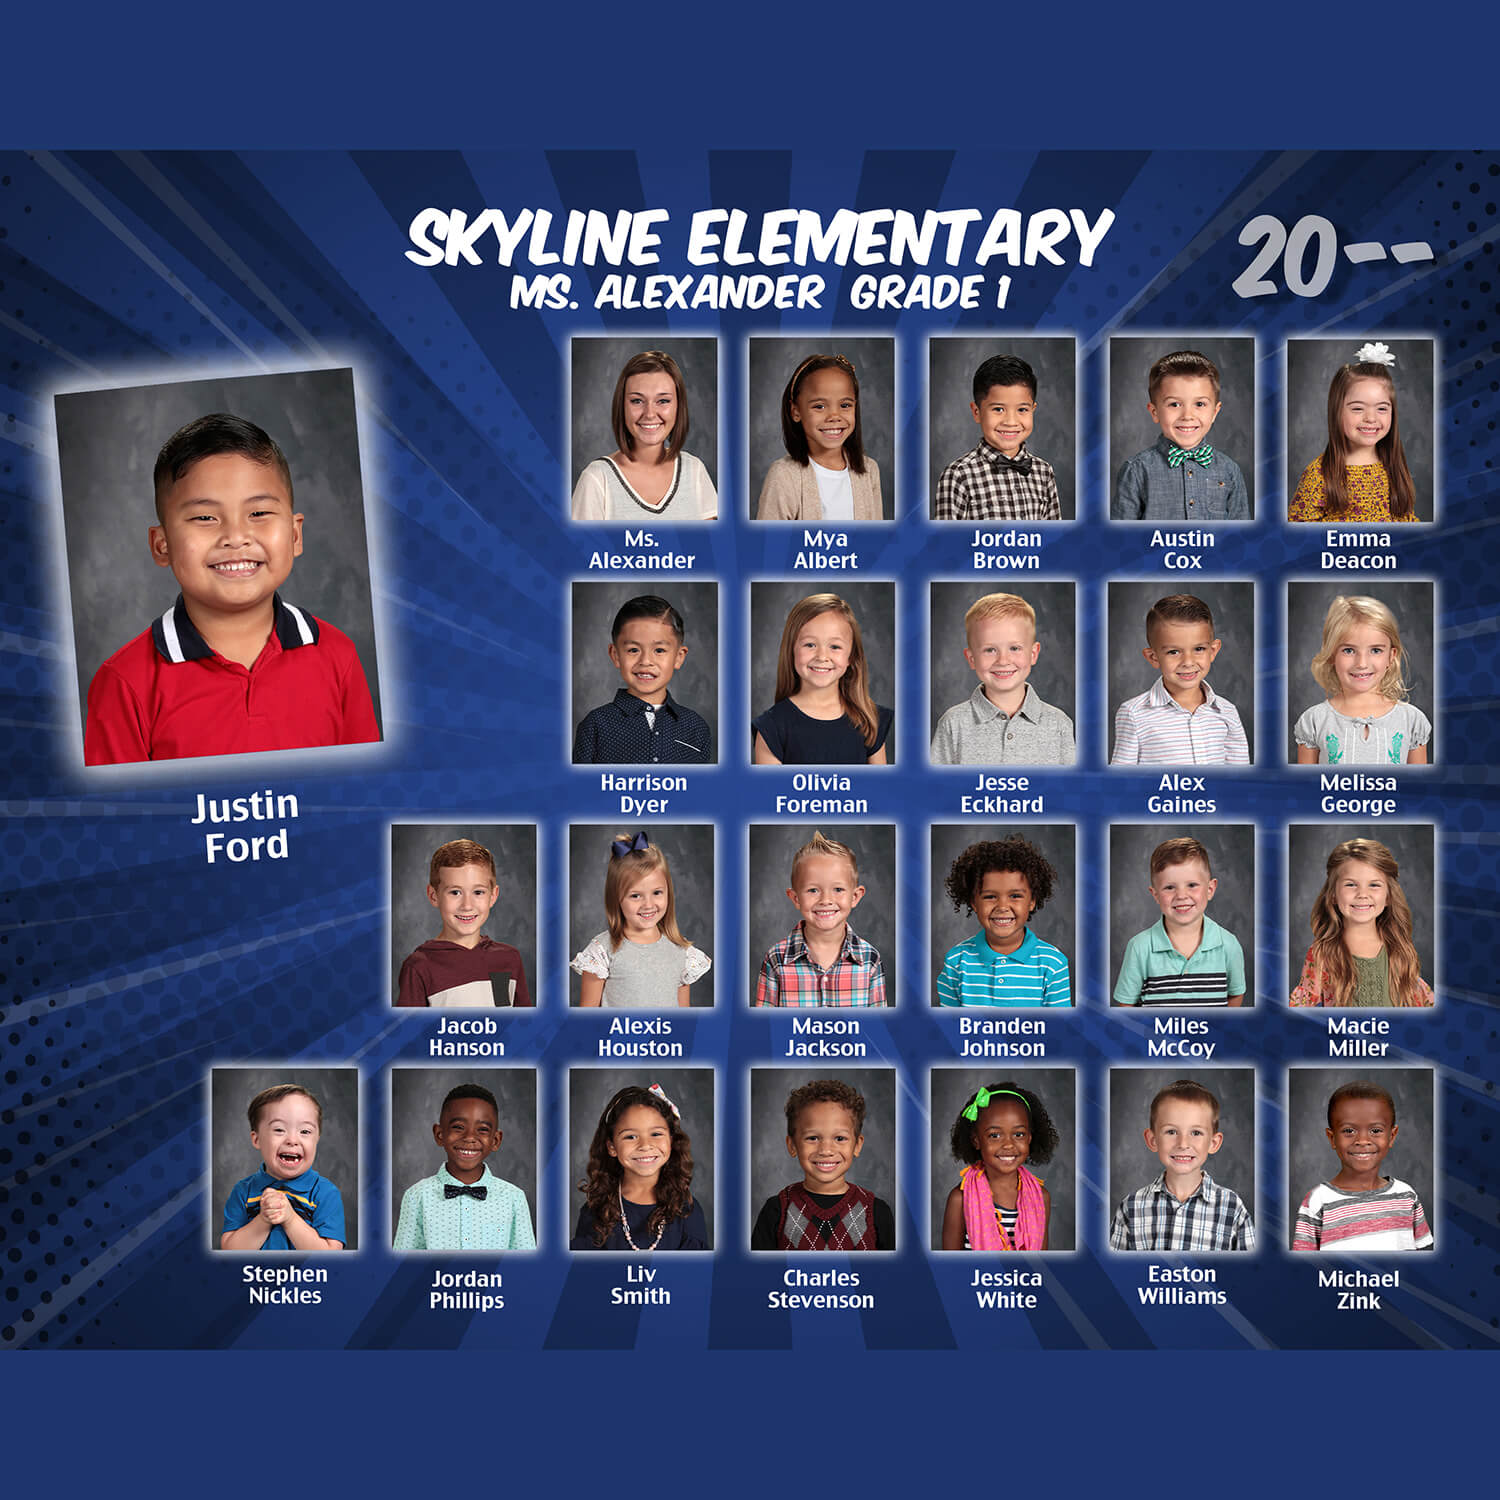 SKYLINE ELEMENTARY
MS. ALEXANDER GRADE 1
20--
Justin
Ford
Ms.
Alexander
Mya
Albert
Jordan
Brown
Austin
Cox
Emma
Deacon
Harrison
Dyer
Olivia
Foreman
Jesse
Eckhard
Alex
Gaines
Melissa
George
Jacob
Hanson
Alexis
Houston
Mason
Jackson
Branden
Johnson
Miles
McCoy
Macie
Miller
Stephen
Nickles
Jordan
Phillips
Liv
Smith
Charles
Stevenson
Jessica
White
Easton
Williams
Michael
Zink